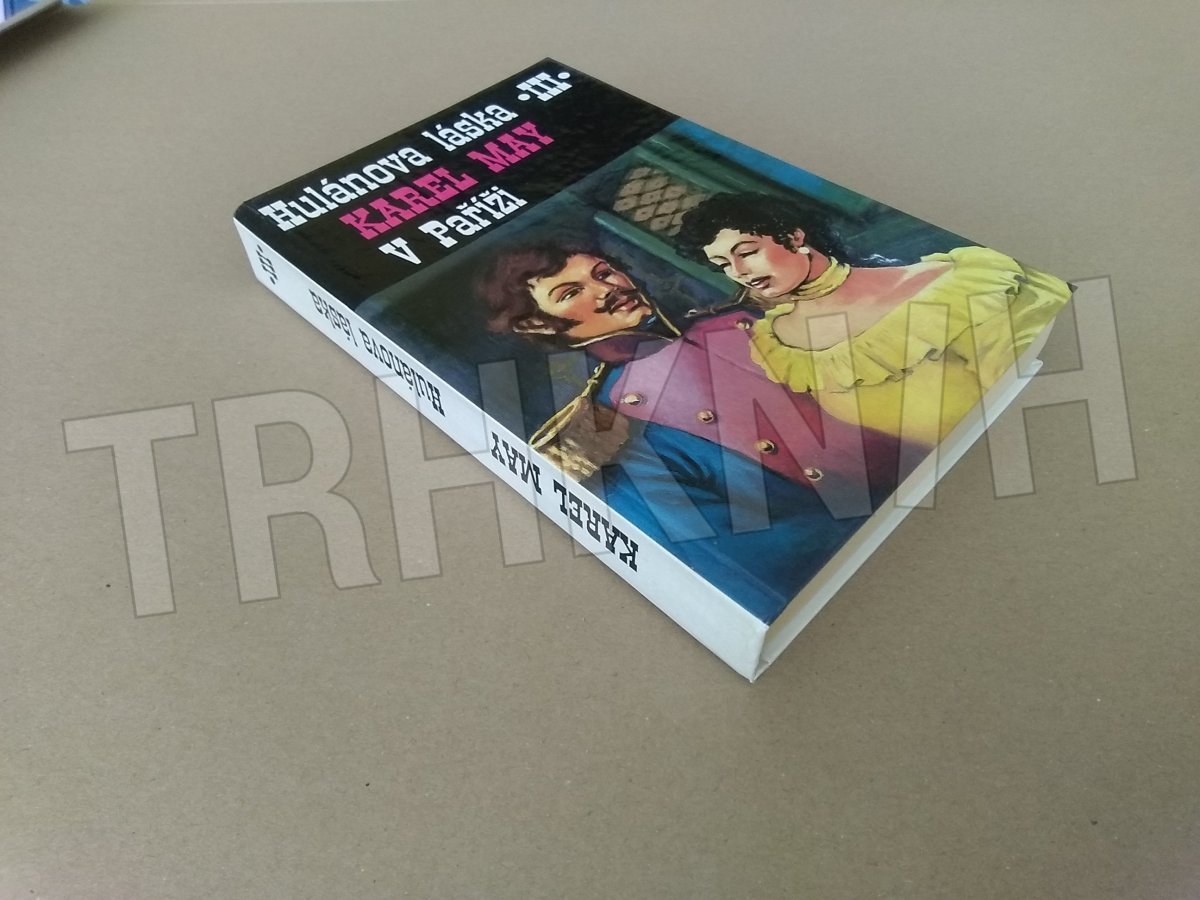 Hulánova láska ·III·
KAREL MAY
v Paříži
·III· Hulánova láska KAREL MAY
TRHKNIH